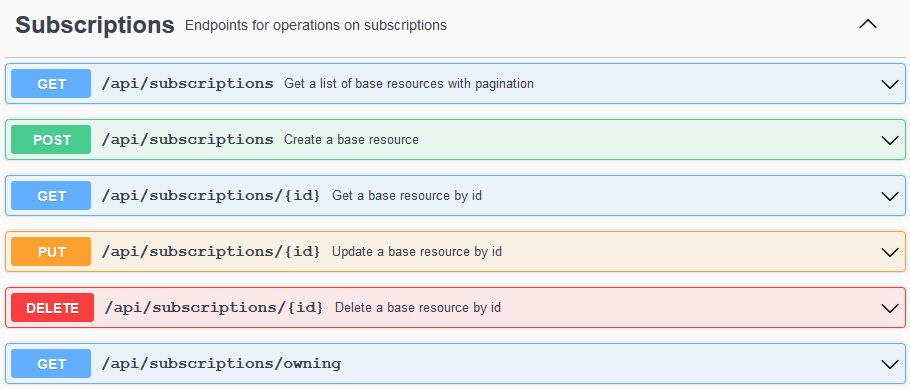 Subscriptions Endpoints for operations on subscriptions
GET /api/subscriptions Get a list of base resources with pagination
POST /api/subscriptions Create a base resource
GET /api/subscriptions/{id} Get a base resource by id
PUT /api/subscriptions/{id} Update a base resource by id
DELETE /api/subscriptions/{id} Delete a base resource by id
GET /api/subscriptions/owning